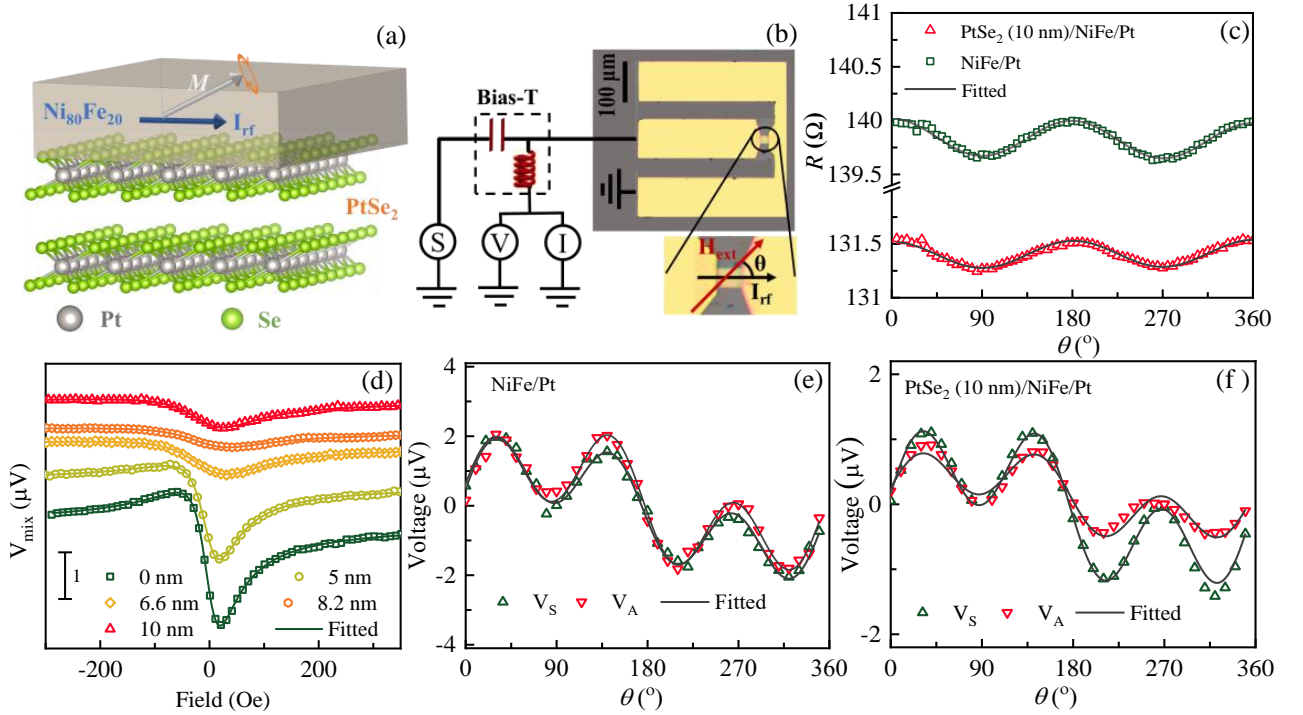 (a)
M
Ni80Fe20
Irf
PtSe2
Pt
Se
(b)
Bias-T
100 μm
S
V
I
Hext
θ
Irf
(c)
PtSe2 (10 nm)/NiFe/Pt
NiFe/Pt
Fitted
R (Ω)
141
140.5
140
139.5
131.5
131
0
90
180
270
360
θ (o)
(d)
Vmix (μV)
1
0 nm
5 nm
6.6 nm
8.2 nm
10 nm
Fitted
-200
0
200
Field (Oe)
(e)
NiFe/Pt
Voltage (μV)
4
2
0
-2
-4
VS
VA
Fitted
0
90
180
270
360
θ (o)
(f)
PtSe2 (10 nm)/NiFe/Pt
Voltage (μV)
2
0
-2
VS
VA
Fitted
0
90
180
270
360
θ (o)